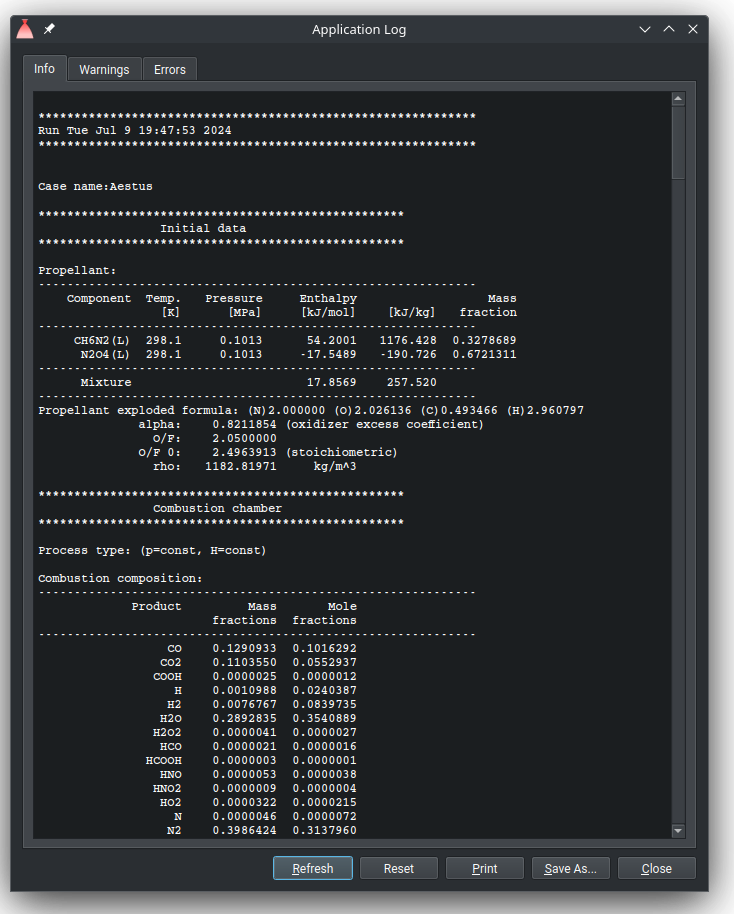 Application Log
Info Warnings Errors
*************************************************************
Run Tue Jul 9 19:47:53 2024
*************************************************************
Case name:Aestus
***************************************************
Initial data
***************************************************
Propellant:
-------------------------------------------------------------
Component Temp. Pressure Enthalpy Mass
[K] [MPa] [kJ/mol] [kJ/kg] fraction
-------------------------------------------------------------
CH6N2(L) 298.1 0.1013 54.2001 1176.428 0.3278689
N2O4(L) 298.1 0.1013 -17.5489 -190.726 0.6721311
-------------------------------------------------------------
Mixture 17.8569 257.520
-------------------------------------------------------------
Propellant exploded formula: (N)2.000000 (O)2.026136 (C)0.493466 (H)2.960797
alpha: 0.8211854 (oxidizer excess coefficient)
O/F: 2.0500000
O/F 0: 2.4963913 (stoichiometric)
rho: 1182.81971 kg/m^3
***************************************************
Combustion chamber
***************************************************
Process type: (p=const, H=const)
Combustion composition:
-------------------------------------------------------------
Product Mass Mole
fractions fractions
-------------------------------------------------------------
CO 0.1290933 0.1016292
CO2 0.1103550 0.0552937
COOH 0.0000025 0.0000012
H 0.0010988 0.0240387
H2 0.0076767 0.0839735
H2O 0.2892835 0.3540889
H2O2 0.0000041 0.0000027
HCO 0.0000021 0.0000016
HCOOH 0.0000003 0.0000001
HNO 0.0000053 0.0000038
HNO2 0.0000009 0.0000004
HO2 0.0000322 0.0000215
N 0.0000046 0.0000072
N2 0.3986424 0.3137960
Refresh Reset Print Save As... Close